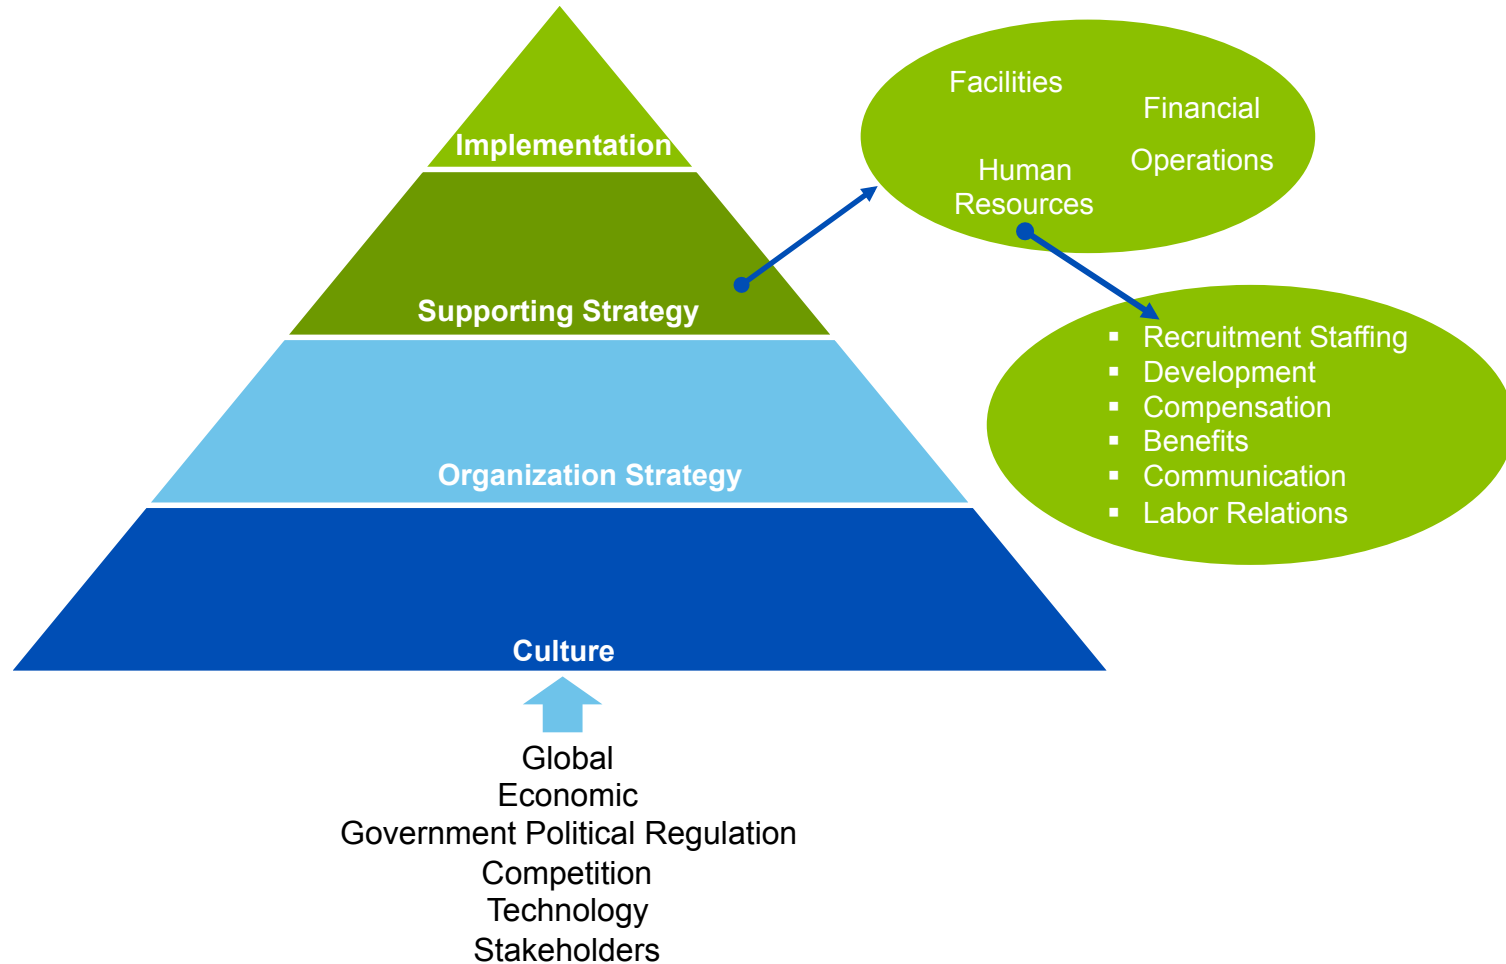 Implementation
Supporting Strategy
Organization Strategy
Culture
Global
Economic
Government Political Regulation
Competition
Technology
Stakeholders
Facilities
Financial
Operations
Human
Resources
▪ Recruitment Staffing
▪ Development
▪ Compensation
▪ Benefits
▪ Communication
▪ Labor Relations